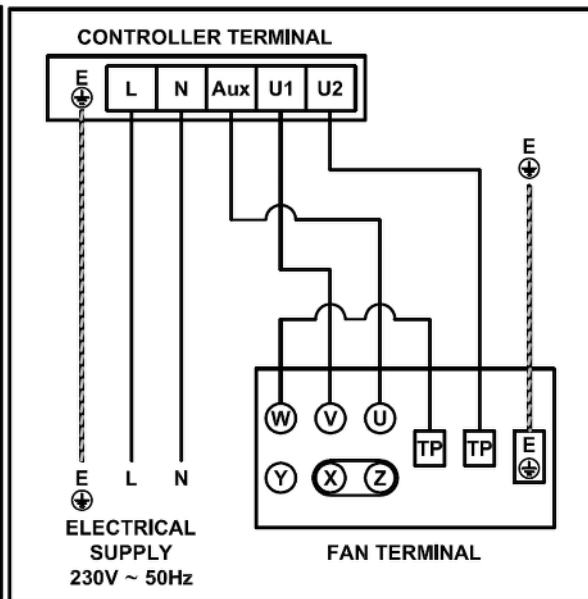 CONTROLLER TERMINAL
E L N Aux U1 U2
E
W V U
TP TP E
Y X Z
E L N
ELECTRICAL
SUPPLY
230V ~ 50Hz
FAN TERMINAL